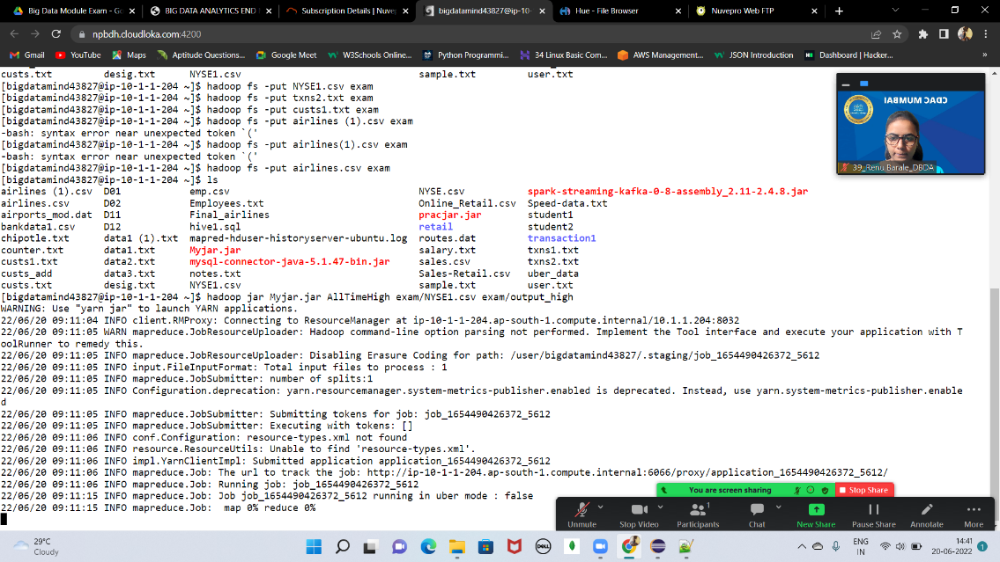 Big Data Module Exam - Go
BIG DATA ANALYTICS END
Subscription Details | Nuve
bigdatamind43827@ip-10-
Hue - File Browser
Nuvepro Web FTP
npbdh.cloudloka.com:4200
Gmail
YouTube
Maps
Aptitude Questions...
Google Meet
W3Schools Online...
Python Programmi...
34 Linux Basic Com...
AWS Management...
JSON Introduction
Dashboard | Hacker...
»
custs.txt desig.txt NYSE1.csv sample.txt user.txt
[bigdatamind43827@ip-10-1-1-204 ~]$ hadoop fs -put NYSE1.csv exam
[bigdatamind43827@ip-10-1-1-204 ~]$ hadoop fs -put txns2.txt exam
[bigdatamind43827@ip-10-1-1-204 ~]$ hadoop fs -put custs1.txt exam
[bigdatamind43827@ip-10-1-1-204 ~]$ hadoop fs -put airlines (1).csv exam
-bash: syntax error near unexpected token `('
[bigdatamind43827@ip-10-1-1-204 ~]$ hadoop fs -put airlines(1).csv exam
-bash: syntax error near unexpected token `('
[bigdatamind43827@ip-10-1-1-204 ~]$ hadoop fs -put airlines.csv exam
[bigdatamind43827@ip-10-1-1-204 ~]$ ls
airlines (1).csv D01 emp.csv NYSE.csv spark-streaming-kafka-0-8-assembly_2.11-2.4.8.jar
airlines.csv D02 Employees.txt Online_Retail.csv Speed-data.txt
airports_mod.dat D11 Final_airlines pracjar.jar student1
bankdata1.csv D12 hive1.sql retail student2
chipotle.txt data1 (1).txt mapred-hduser-historyserver-ubuntu.log routes.dat transaction1
counter.txt data1.txt Myjar.jar salary.txt txns1.txt
custs1.txt data2.txt mysql-connector-java-5.1.47-bin.jar sales.csv txns2.txt
custs_add data3.txt notes.txt Sales-Retail.csv uber_data
custs.txt desig.txt NYSE1.csv sample.txt user.txt
[bigdatamind43827@ip-10-1-1-204 ~]$ hadoop jar Myjar.jar AllTimeHigh exam/NYSE1.csv exam/output_high
WARNING: Use "yarn jar" to launch YARN applications.
22/06/20 09:11:04 INFO client.RMProxy: Connecting to ResourceManager at ip-10-1-1-204.ap-south-1.compute.internal/10.1.1.204:8032
22/06/20 09:11:05 WARN mapreduce.JobResourceUploader: Hadoop command-line option parsing not performed. Implement the Tool interface and execute your application with T
oolRunner to remedy this.
22/06/20 09:11:05 INFO mapreduce.JobResourceUploader: Disabling Erasure Coding for path: /user/bigdatamind43827/.staging/job_1654490426372_5612
22/06/20 09:11:05 INFO input.FileInputFormat: Total input files to process : 1
22/06/20 09:11:05 INFO mapreduce.JobSubmitter: number of splits:1
22/06/20 09:11:05 INFO Configuration.deprecation: yarn.resourcemanager.system-metrics-publisher.enabled is deprecated. Instead, use yarn.system-metrics-publisher.enable
d
22/06/20 09:11:05 INFO mapreduce.JobSubmitter: Submitting tokens for job: job_1654490426372_5612
22/06/20 09:11:05 INFO mapreduce.JobSubmitter: Executing with tokens: []
22/06/20 09:11:06 INFO conf.Configuration: resource-types.xml not found
22/06/20 09:11:06 INFO resource.ResourceUtils: Unable to find 'resource-types.xml'.
22/06/20 09:11:06 INFO impl.YarnClientImpl: Submitted application application_1654490426372_5612
22/06/20 09:11:06 INFO mapreduce.Job: The url to track the job: http://ip-10-1-1-204.ap-south-1.compute.internal:6066/proxy/application_1654490426372_5612/
22/06/20 09:11:06 INFO mapreduce.Job: Running job: job_1654490426372_5612
22/06/20 09:11:15 INFO mapreduce.Job: Job job_1654490426372_5612 running in uber mode : false
22/06/20 09:11:15 INFO mapreduce.Job: map 0% reduce 0%
CDAC MUMBAI
39_Renu Barale_DBDA
You are screen sharing
Stop Share
Unmute
Stop Video
Participants
1
Chat
New Share
Pause Share
Annotate
More
29°C
Cloudy
DELL
ENG
IN
14:41
20-06-2022
1